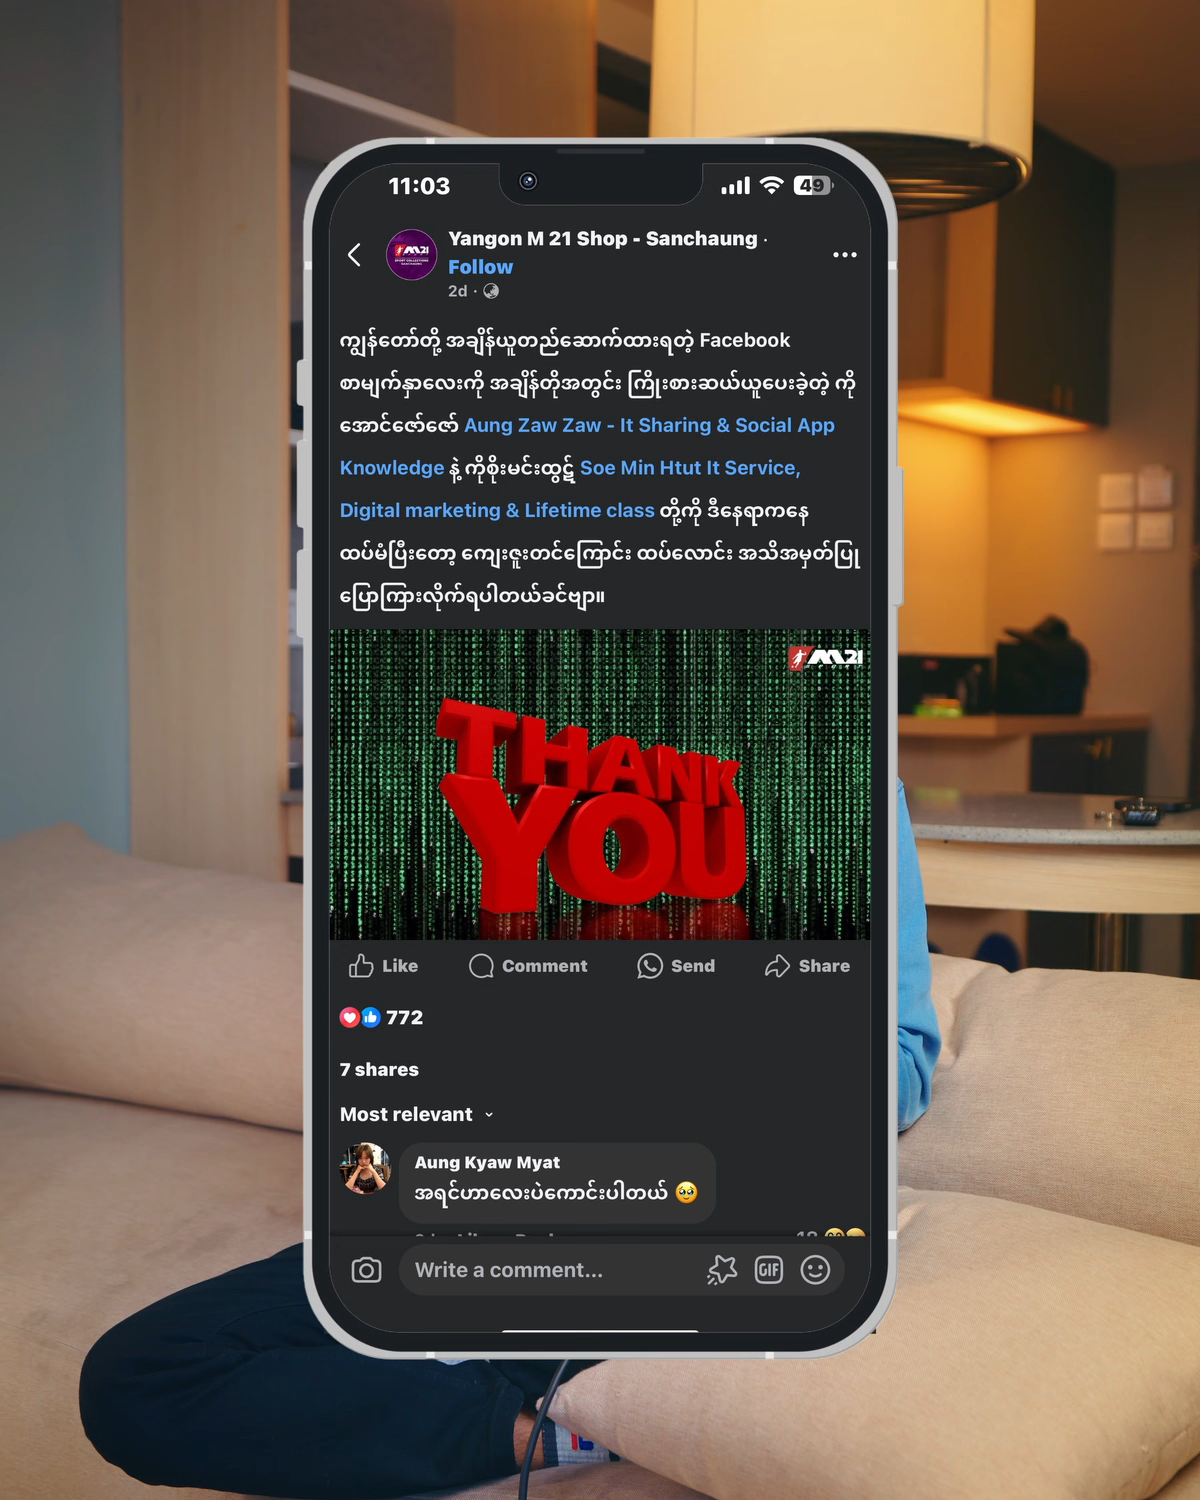 11:03
49
Yangon M 21 Shop - Sanchaung ·
Follow
2d ·
ကျွန်တော်တို့ အချိန်ယူတည်ဆောက်ထားရတဲ့ Facebook
စာမျက်နှာလေးကို အချိန်တိုအတွင်း ကြိုးစားဆယ်ယူပေးခဲ့တဲ့ ကို
အောင်ဇော်ဇော် Aung Zaw Zaw - It Sharing & Social App
Knowledge နဲ့ ကိုစိုးမင်းထွဋ် Soe Min Htut It Service,
Digital marketing & Lifetime class တို့ကို ဒီနေရာကနေ
ထပ်မံပြီးတော့ ကျေးဇူးတင်ကြောင်း ထပ်လောင်း အသိအမှတ်ပြု
ပြောကြားလိုက်ရပါတယ်ခင်ဗျာ။
M21
THANK
YOU
Like Comment Send Share
772
7 shares
Most relevant
Aung Kyaw Myat
အရင်ဟာလေးပဲကောင်းပါတယ် 🥹
Write a comment...
GIF